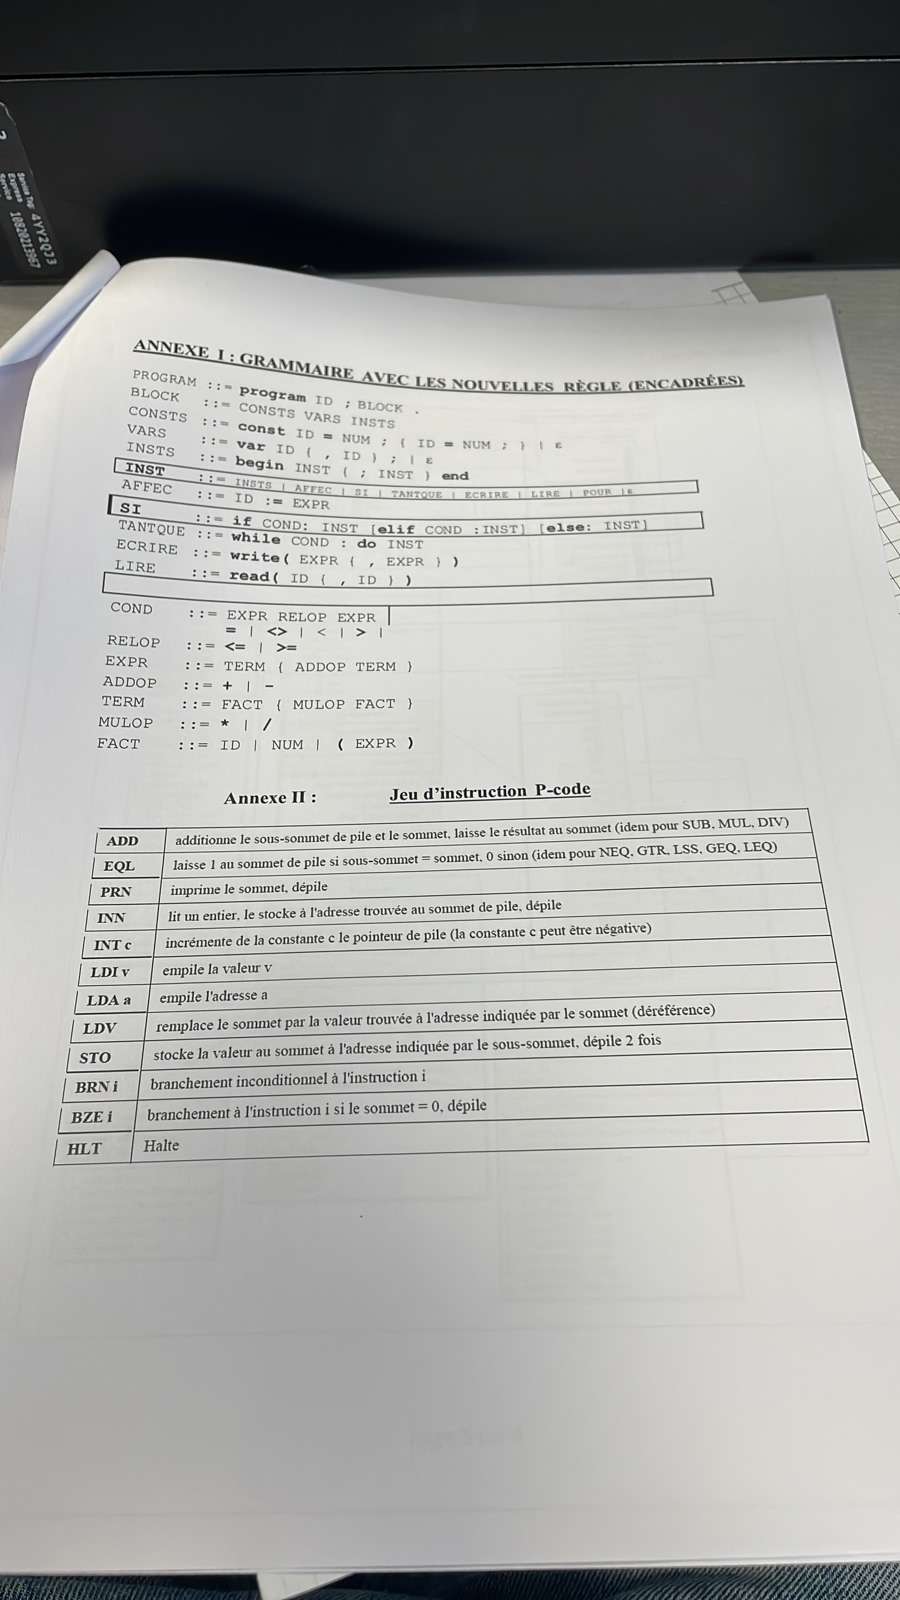 4YY2QJ3
10820213967
ANNEXE I : GRAMMAIRE AVEC LES NOUVELLES RÈGLE (ENCADRÉES)
PROGRAM ::= program ID ; BLOCK .
BLOCK ::= CONSTS VARS INSTS
CONSTS ::= const ID = NUM ; { ID = NUM ; } | ε
VARS ::= var ID { , ID } ; | ε
INSTS ::= begin INST { ; INST } end
INST ::= INSTS | AFFEC | SI | TANTQUE | ECRIRE | LIRE | POUR |ε
AFFEC ::= ID := EXPR
SI ::= if COND: INST [elif COND :INST] [else: INST]
TANTQUE ::= while COND : do INST
ECRIRE ::= write( EXPR { , EXPR } )
LIRE ::= read( ID { , ID } )
COND ::= EXPR RELOP EXPR |
= | <> | < | > |
RELOP ::= <= | >=
EXPR ::= TERM { ADDOP TERM }
ADDOP ::= + | -
TERM ::= FACT { MULOP FACT }
MULOP ::= * | /
FACT ::= ID | NUM | ( EXPR )
Annexe II : Jeu d'instruction P-code
ADD additionne le sous-sommet de pile et le sommet, laisse le résultat au sommet (idem pour SUB, MUL, DIV)
EQL laisse 1 au sommet de pile si sous-sommet = sommet, 0 sinon (idem pour NEQ, GTR, LSS, GEQ, LEQ)
PRN imprime le sommet, dépile
INN lit un entier, le stocke à l'adresse trouvée au sommet de pile, dépile
INT c incrémente de la constante c le pointeur de pile (la constante c peut être négative)
LDI v empile la valeur v
LDA a empile l'adresse a
LDV remplace le sommet par la valeur trouvée à l'adresse indiquée par le sommet (déréférence)
STO stocke la valeur au sommet à l'adresse indiquée par le sous-sommet, dépile 2 fois
BRN i branchement inconditionnel à l'instruction i
BZE i branchement à l'instruction i si le sommet = 0, dépile
HLT Halte